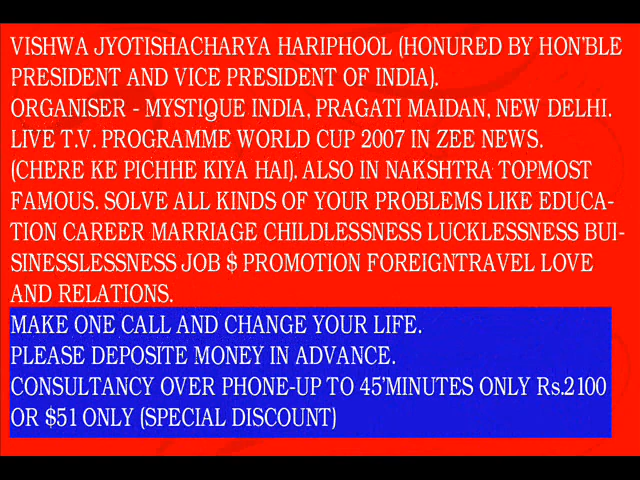 VISHWA JYOTISHACHARYA HARIPHOOL (HONURED BY HON'BLE
PRESIDENT AND VICE PRESIDENT OF INDIA).
ORGANISER - MYSTIQUE INDIA, PRAGATI MAIDAN, NEW DELHI.
LIVE T.V. PROGRAMME WORLD CUP 2007 IN ZEE NEWS.
(CHERE KE PICHHE KIYA HAI). ALSO IN NAKSHTRA TOPMOST
FAMOUS. SOLVE ALL KINDS OF YOUR PROBLEMS LIKE EDUCA-
TION CAREER MARRIAGE CHILDLESSNESS LUCKLESSNESS BUI-
SINESSLESSNESS JOB $ PROMOTION FOREIGNTRAVEL LOVE
AND RELATIONS.
MAKE ONE CALL AND CHANGE YOUR LIFE.
PLEASE DEPOSITE MONEY IN ADVANCE.
CONSULTANCY OVER PHONE-UP TO 45'MINUTES ONLY Rs.2100
OR $51 ONLY (SPECIAL DISCOUNT)